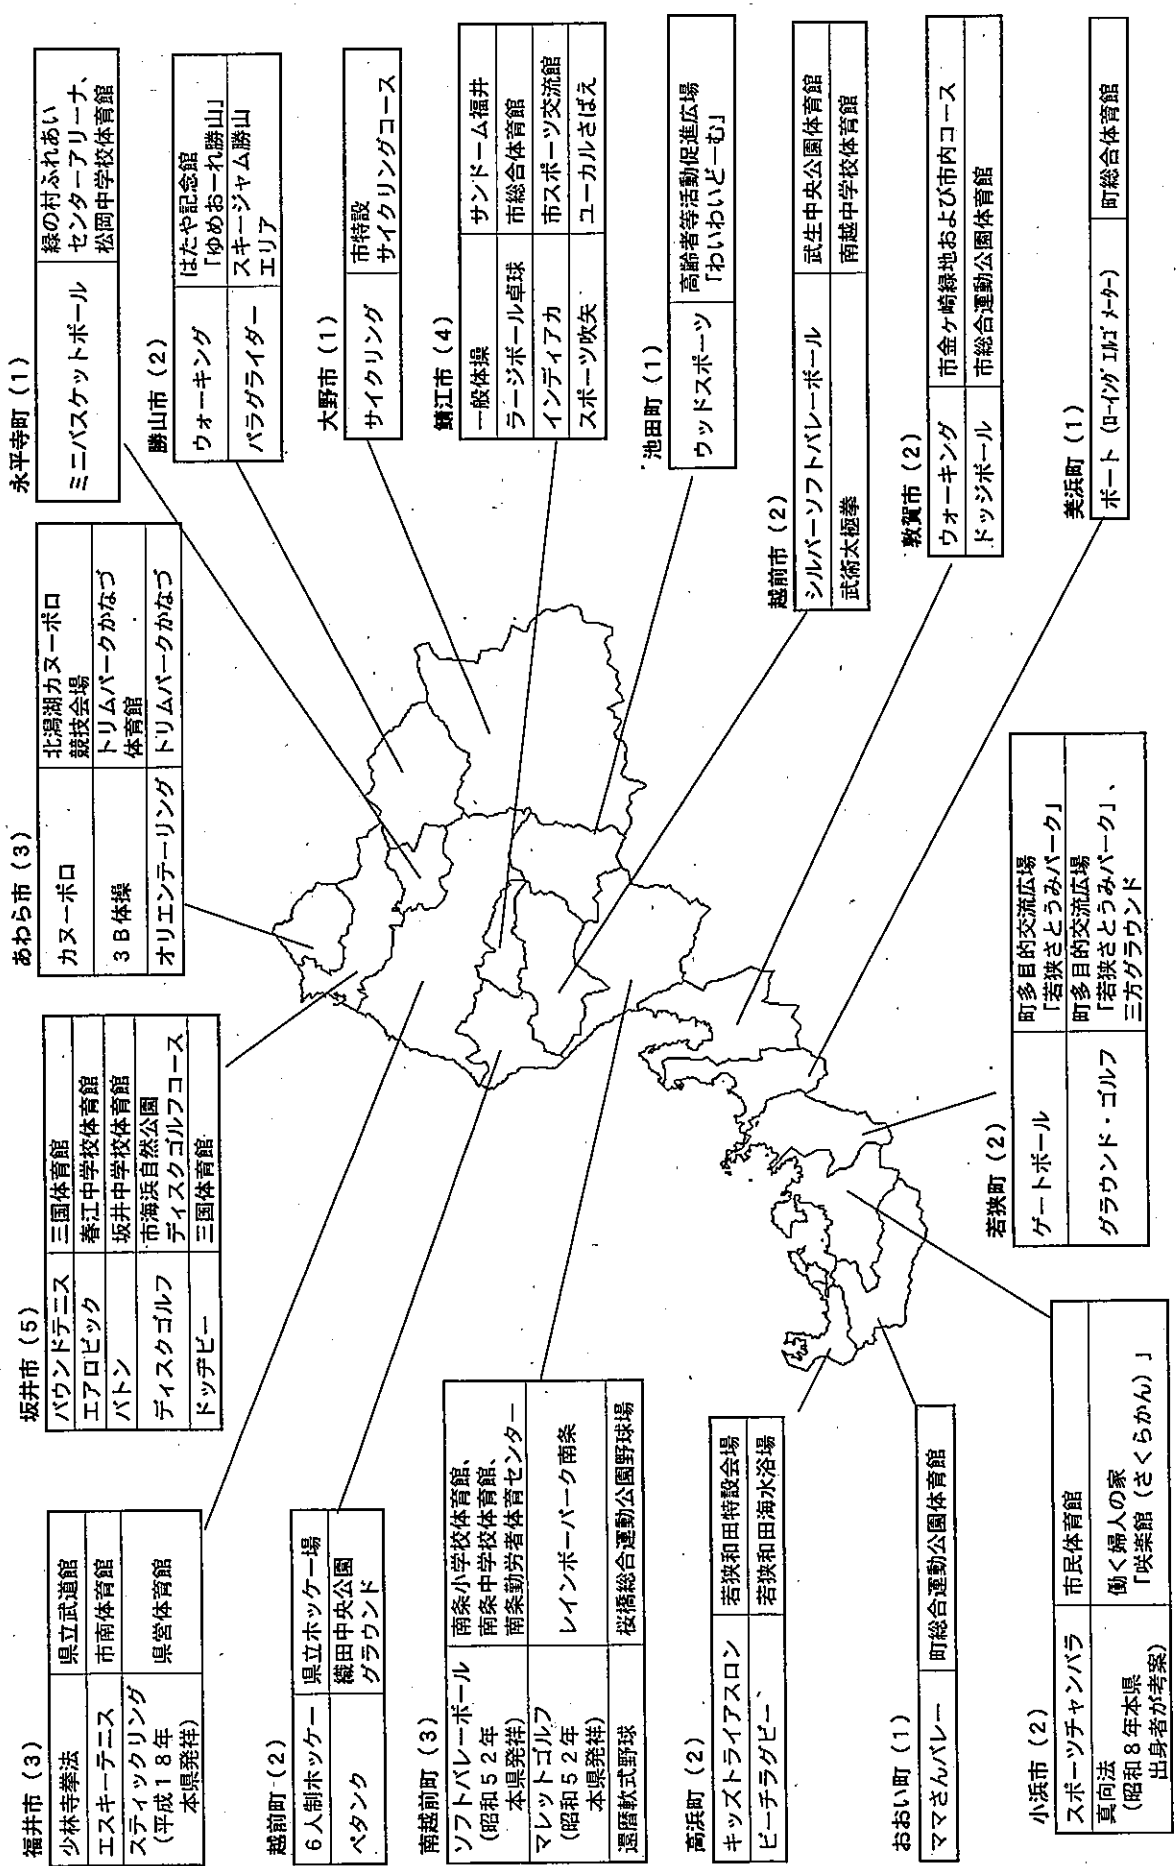 福井市（3）
少林寺拳法　県立武道館
エスキーテニス　市南体育館
スティックリング　県営体育館
（平成１８年
本県発祥）
坂井市（5）
バウンドテニス　三国体育館
エアロビック　春江中学校体育館
バトン　坂井中学校体育館
ディスクゴルフ　市海浜自然公園
ディスクゴルフコース
ドッヂビー　三国体育館
あわら市（3）
カヌーポロ　北潟湖カヌーポロ
競技会場
３Ｂ体操　トリムパークかなづ
体育館
オリエンテーリング　トリムパークかなづ
永平寺町（1）
ミニバスケットボール　緑の村ふれあい
センターアリーナ、
松岡中学校体育館
勝山市（2）
ウォーキング　はたや記念館
「ゆめおーれ勝山」
パラグライダー　スキージャム勝山
エリア
大野市（1）
サイクリング　市特設
サイクリングコース
鯖江市（4）
一般体操　サンドーム福井
ラージボール卓球　市総合体育館
インディアカ　市スポーツ交流館
スポーツ吹矢　ユーカルさばえ
池田町（1）
ウッドスポーツ　高齢者等活動促進広場
「わいわいどーむ」
越前市（2）
シルバーソフトバレーボール　武生中央公園体育館
武術太極拳　南越中学校体育館
敦賀市（2）
ウォーキング　市金ヶ崎緑地および市内コース
ドッジボール　市総合運動公園体育館
美浜町（1）
ボート（ローイングエルゴメーター）　町総合体育館
若狭町（2）
ゲートボール　町多目的交流広場
「若狭さとうみパーク」
グラウンド・ゴルフ　町多目的交流広場
「若狭さとうみパーク」、
三方グラウンド
越前町（2）
６人制ホッケー　県立ホッケー場
ペタンク　織田中央公園
グラウンド
南越前町（3）
ソフトバレーボール　南条小学校体育館、
（昭和５２年　南条中学校体育館、
本県発祥）　南条勤労者体育センター
マレットゴルフ　レインボーパーク南条
（昭和５２年
本県発祥）
還暦軟式野球　桜橋総合運動公園野球場
高浜町（2）
キッズトライアスロン　若狭和田特設会場
ビーチラグビー　若狭和田海水浴場
おおい町（1）
ママさんバレー　町総合運動公園体育館
小浜市（2）
スポーツチャンバラ　市民体育館
真向法　働く婦人の家
（昭和８年本県　「咲楽館（さくらかん）」
出身者が考案）